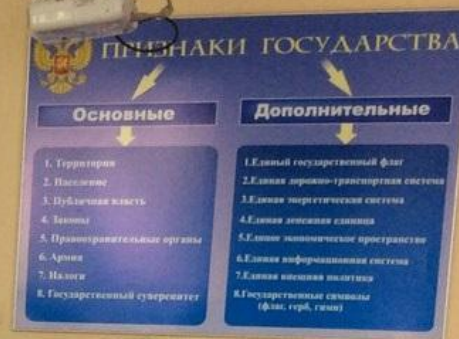 ПРИЗНАКИ ГОСУДАРСТВА
Основные
1. Территория
2. Население
3. Публичная власть
4. Законы
5. Правоохранительные органы
6. Армия
7. Налоги
8. Государственный суверенитет
Дополнительные
1.Единый государственный флаг
2.Единая дорожно-транспортная система
3.Единая энергетическая система
4.Единая денежная единица
5.Единое экономическое пространство
6.Единая информационная система
7.Единая внешняя политика
8.Государственные символы
(флаг, герб, гимн)